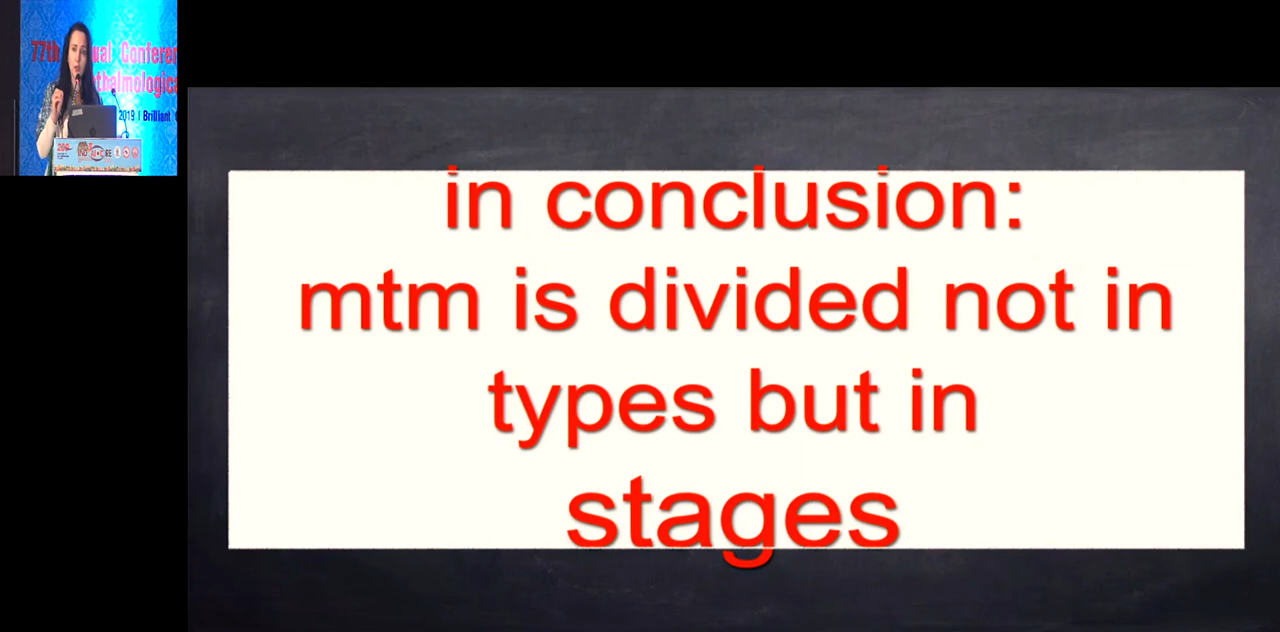 77th ual Conferen
thalmologica
2019 | Brilliant
in conclusion:
mtm is divided not in
types but in
stages